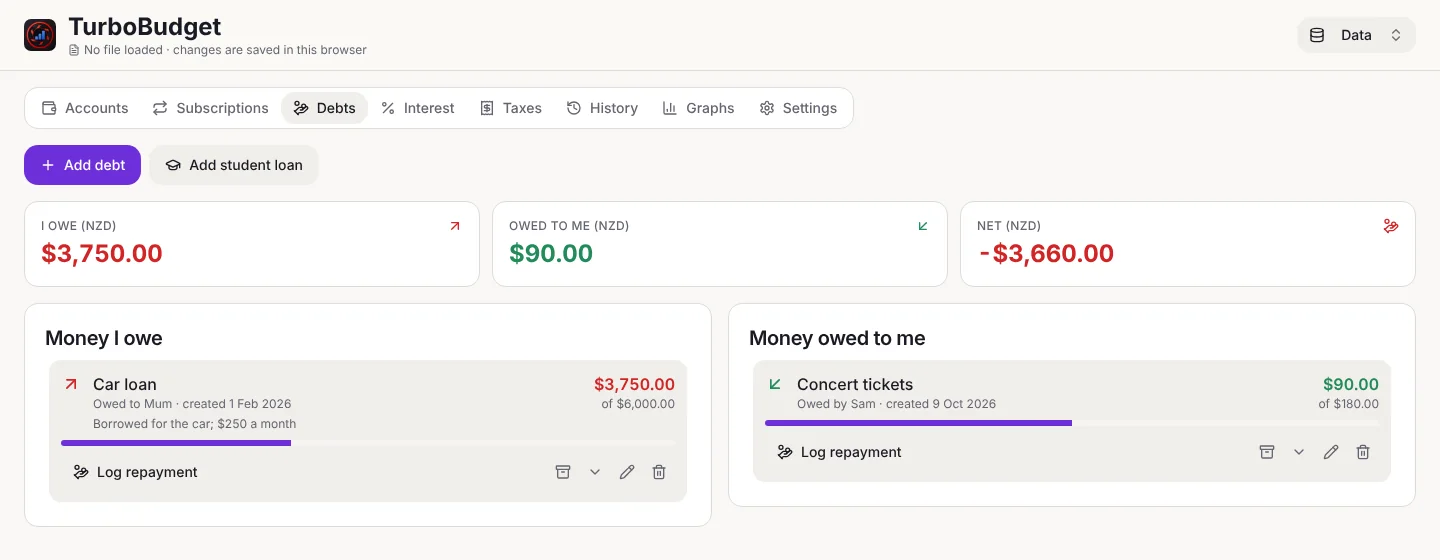 TurboBudget
No file loaded · changes are saved in this browser
Data
Accounts
Subscriptions
Debts
Interest
Taxes
History
Graphs
Settings
Add debt
Add student loan
I OWE (NZD)
$3,750.00
OWED TO ME (NZD)
$90.00
NET (NZD)
-$3,660.00
Money I owe
Car loan
$3,750.00
Owed to Mum · created 1 Feb 2026
of $6,000.00
Borrowed for the car; $250 a month
Log repayment
Money owed to me
Concert tickets
$90.00
Owed by Sam · created 9 Oct 2026
of $180.00
Log repayment